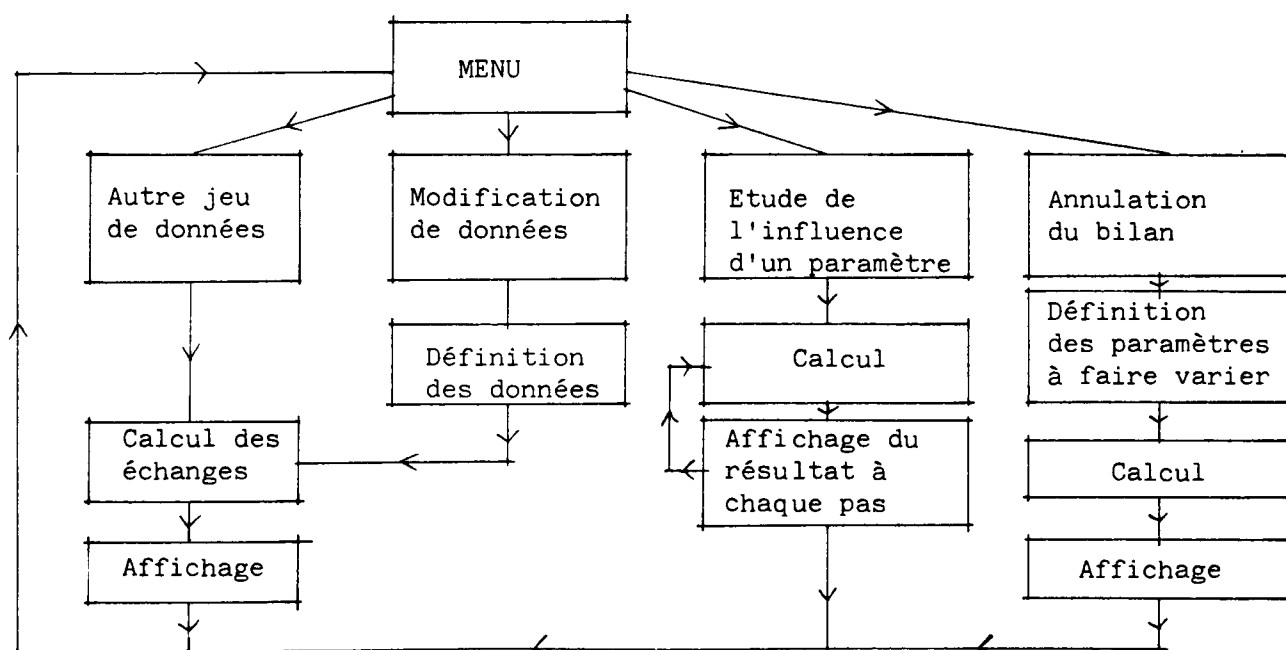 MENU
Autre jeu
de données
Modification
de données
Etude de
l'influence
d'un paramètre
Annulation
du bilan
Définition
des données
Calcul
Définition
des paramètres
à faire varier
Calcul des
échanges
Affichage du
résultat à
chaque pas
Calcul
Affichage
Affichage